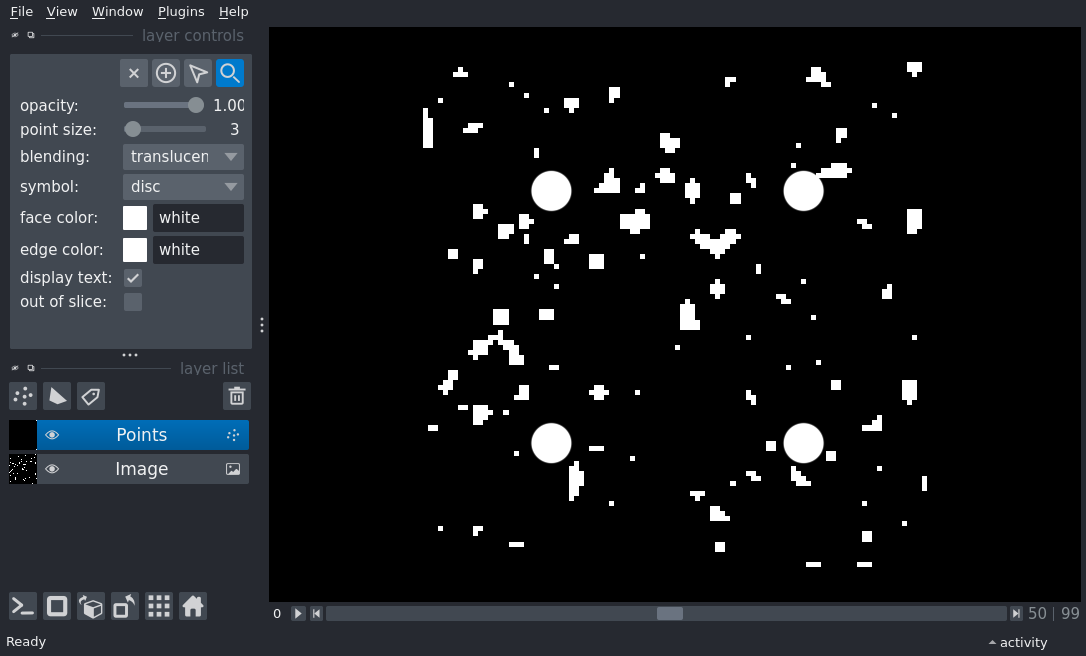 File View Window Plugins Help
layer controls
opacity: 1.00
point size: 3
blending: translucen
symbol: disc
face color: white
edge color: white
display text:
out of slice:
layer list
Points
Image
0 50 | 99
Ready activity